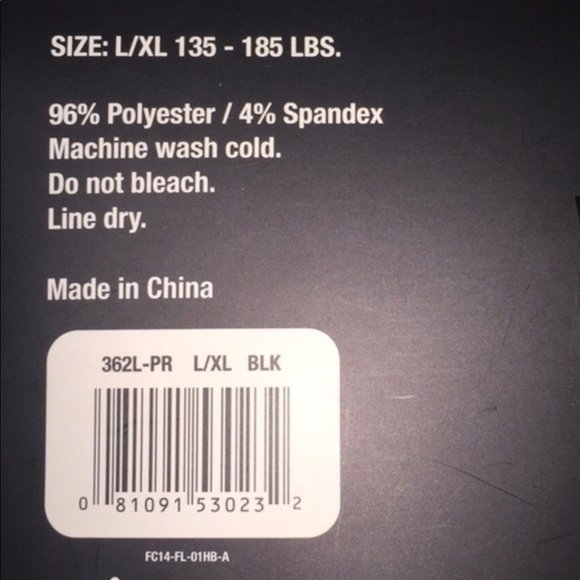 SIZE: L/XL 135 - 185 LBS.
96% Polyester / 4% Spandex
Machine wash cold.
Do not bleach.
Line dry.
Made in China
362L-PR L/XL BLK
0 81091 53023 2
FC14-FL-01HB-A